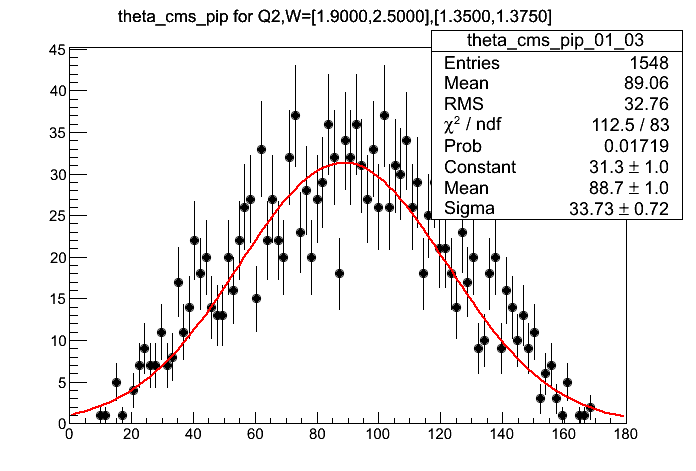 theta_cms_pip for Q2,W=[1.9000,2.5000],[1.3500,1.3750]
theta_cms_pip_01_03
Entries 1548
Mean 89.06
RMS 32.76
χ² / ndf 112.5 / 83
Prob 0.01719
Constant 31.3 ± 1.0
Mean 88.7 ± 1.0
Sigma 33.73 ± 0.72
45
40
35
30
25
20
15
10
5
0
0 20 40 60 80 100 120 140 160 180